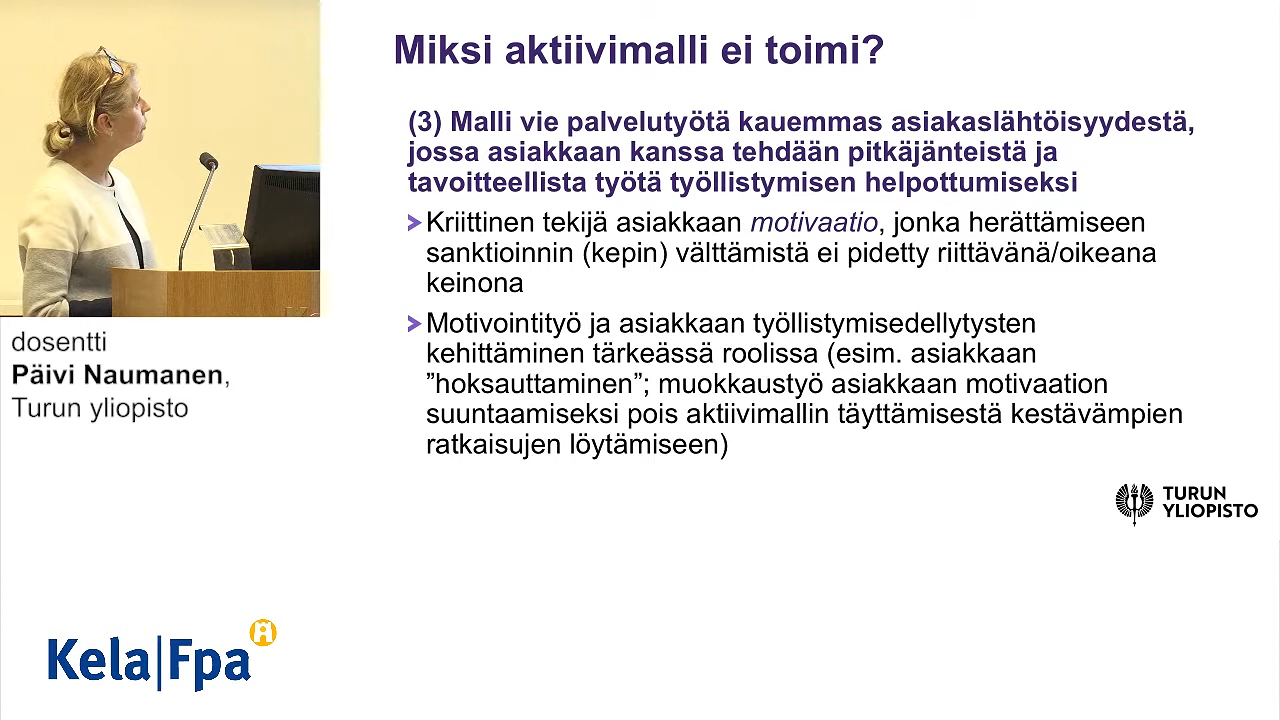 Miksi aktiivimalli ei toimi?
(3) Malli vie palvelutyötä kauemmas asiakaslähtöisyydestä,
jossa asiakkaan kanssa tehdään pitkäjänteistä ja
tavoitteellista työtä työllistymisen helpottumiseksi
> Kriittinen tekijä asiakkaan motivaatio, jonka herättämiseen
sanktioinnin (kepin) välttämistä ei pidetty riittävänä/oikeana
keinona
> Motivointityö ja asiakkaan työllistymisedellytysten
kehittäminen tärkeässä roolissa (esim. asiakkaan
”hoksauttaminen”; muokkaustyö asiakkaan motivaation
suuntaamiseksi pois aktiivimallin täyttämisestä kestävämpien
ratkaisujen löytämiseen)
dosentti
Päivi Naumanen,
Turun yliopisto
TURUN
YLIOPISTO
Kela|Fpa